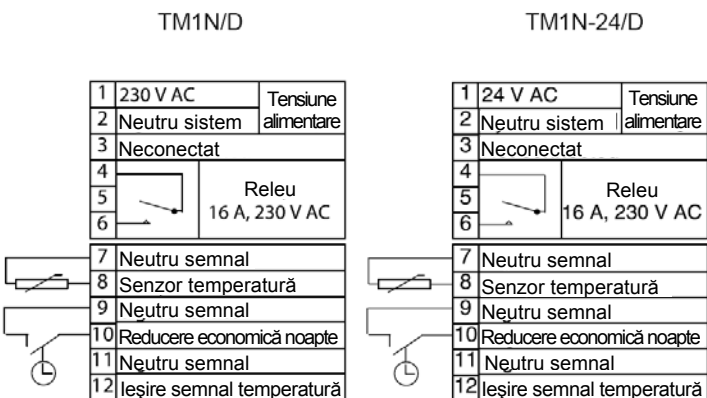 TM1N/D
1 230 V AC Tensiune
2 Neutru sistem alimentare
3 Neconectat
4
5 Releu
6 16 A, 230 V AC
7 Neutru semnal
8 Senzor temperatură
9 Neutru semnal
10 Reducere economică noapte
11 Neutru semnal
12 Ieşire semnal temperatură
TM1N-24/D
1 24 V AC Tensiune
2 Neutru sistem alimentare
3 Neconectat
4
5 Releu
6 16 A, 230 V AC
7 Neutru semnal
8 Senzor temperatură
9 Neutru semnal
10 Reducere economică noapte
11 Neutru semnal
12 Ieşire semnal temperatură